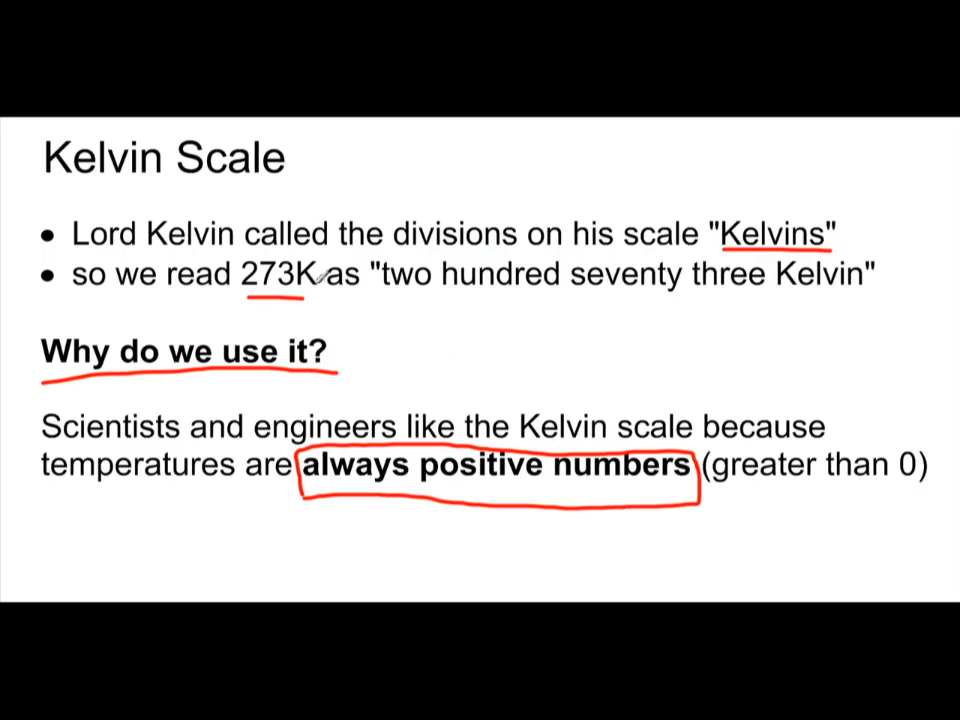 Kelvin Scale
• Lord Kelvin called the divisions on his scale "Kelvins"
• so we read 273K as "two hundred seventy three Kelvin"
Why do we use it?
Scientists and engineers like the Kelvin scale because
temperatures are always positive numbers (greater than 0)